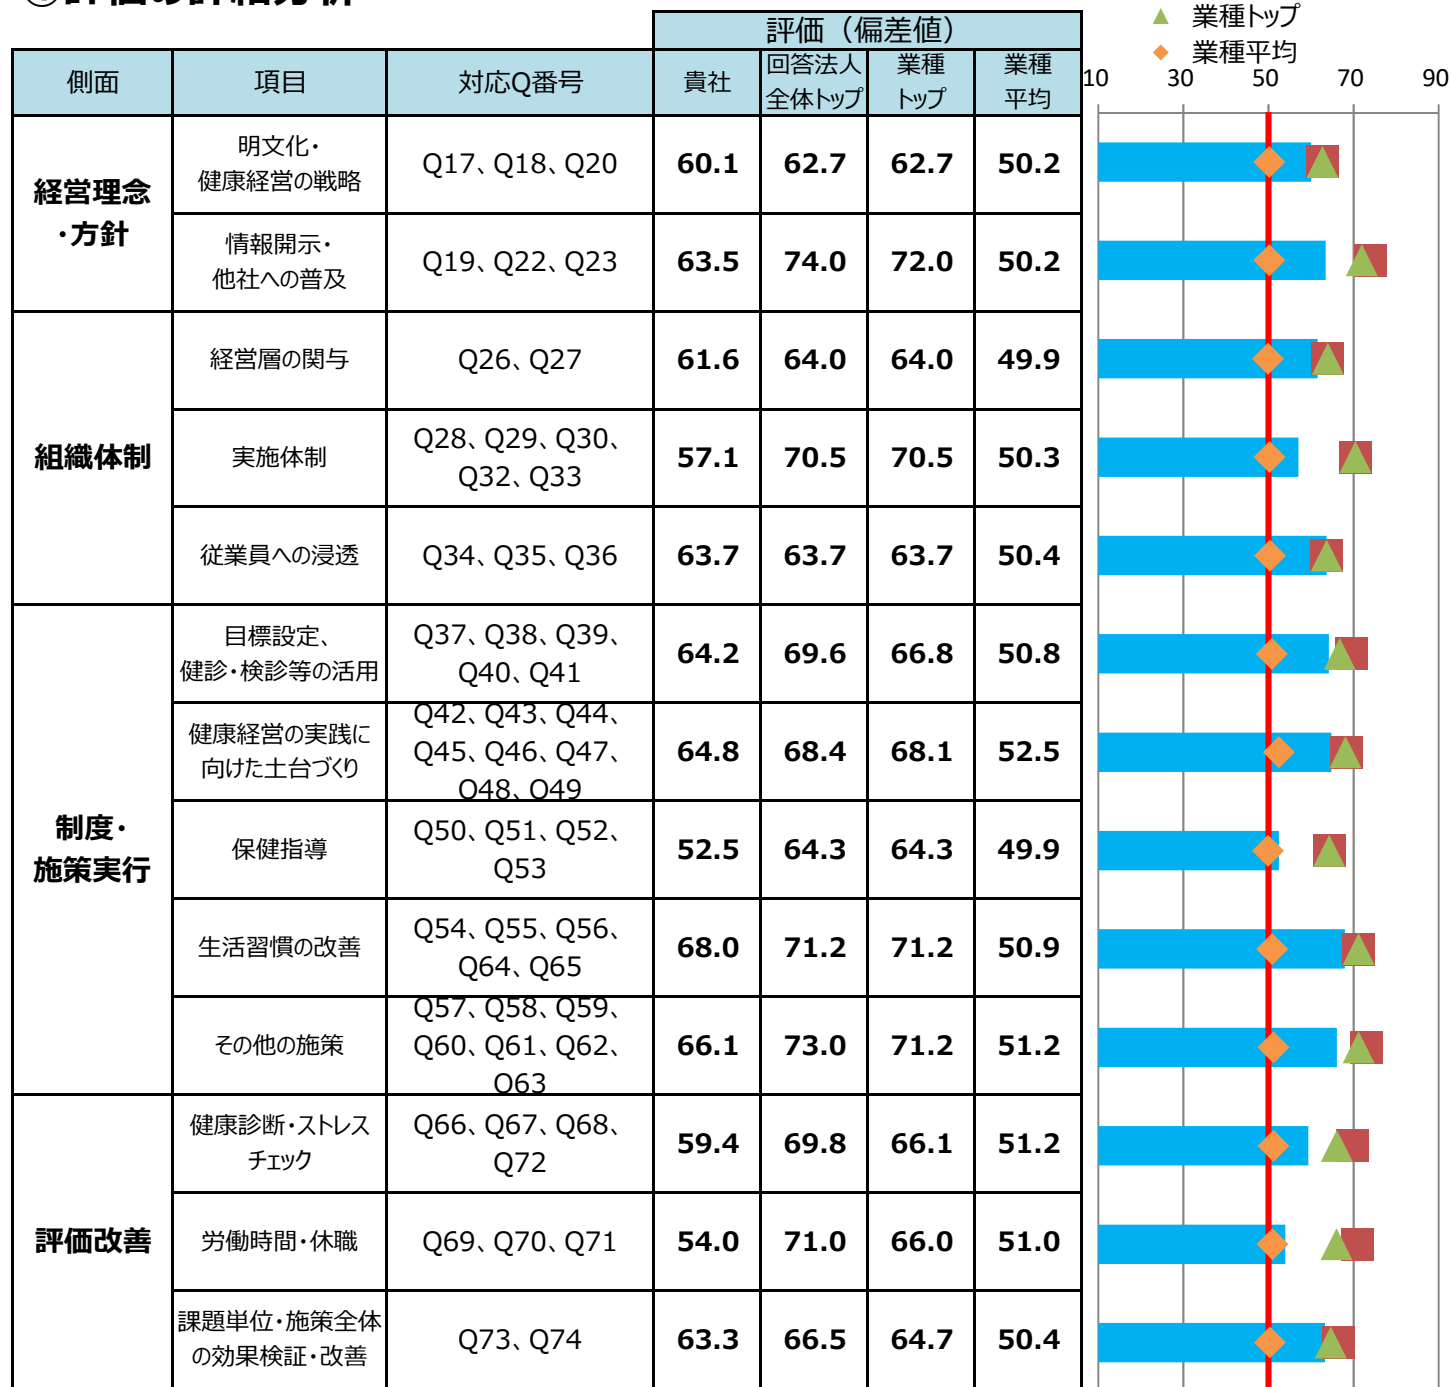 ①評価の詳細分析
▲ 業種トップ
◆ 業種平均
評価（偏差値）
側面 項目 対応Q番号 貴社 回答法人全体トップ 業種トップ 業種平均
10 30 50 70 90
経営理念・方針
明文化・健康経営の戦略 Q17、Q18、Q20 60.1 62.7 62.7 50.2
情報開示・他社への普及 Q19、Q22、Q23 63.5 74.0 72.0 50.2
組織体制
経営層の関与 Q26、Q27 61.6 64.0 64.0 49.9
実施体制 Q28、Q29、Q30、Q32、Q33 57.1 70.5 70.5 50.3
従業員への浸透 Q34、Q35、Q36 63.7 63.7 63.7 50.4
制度・施策実行
目標設定、健診・検診等の活用 Q37、Q38、Q39、Q40、Q41 64.2 69.6 66.8 50.8
健康経営の実践に向けた土台づくり Q42、Q43、Q44、Q45、Q46、Q47、Q48、Q49 64.8 68.4 68.1 52.5
保健指導 Q50、Q51、Q52、Q53 52.5 64.3 64.3 49.9
生活習慣の改善 Q54、Q55、Q56、Q64、Q65 68.0 71.2 71.2 50.9
その他の施策 Q57、Q58、Q59、Q60、Q61、Q62、Q63 66.1 73.0 71.2 51.2
評価改善
健康診断・ストレスチェック Q66、Q67、Q68、Q72 59.4 69.8 66.1 51.2
労働時間・休職 Q69、Q70、Q71 54.0 71.0 66.0 51.0
課題単位・施策全体の効果検証・改善 Q73、Q74 63.3 66.5 64.7 50.4